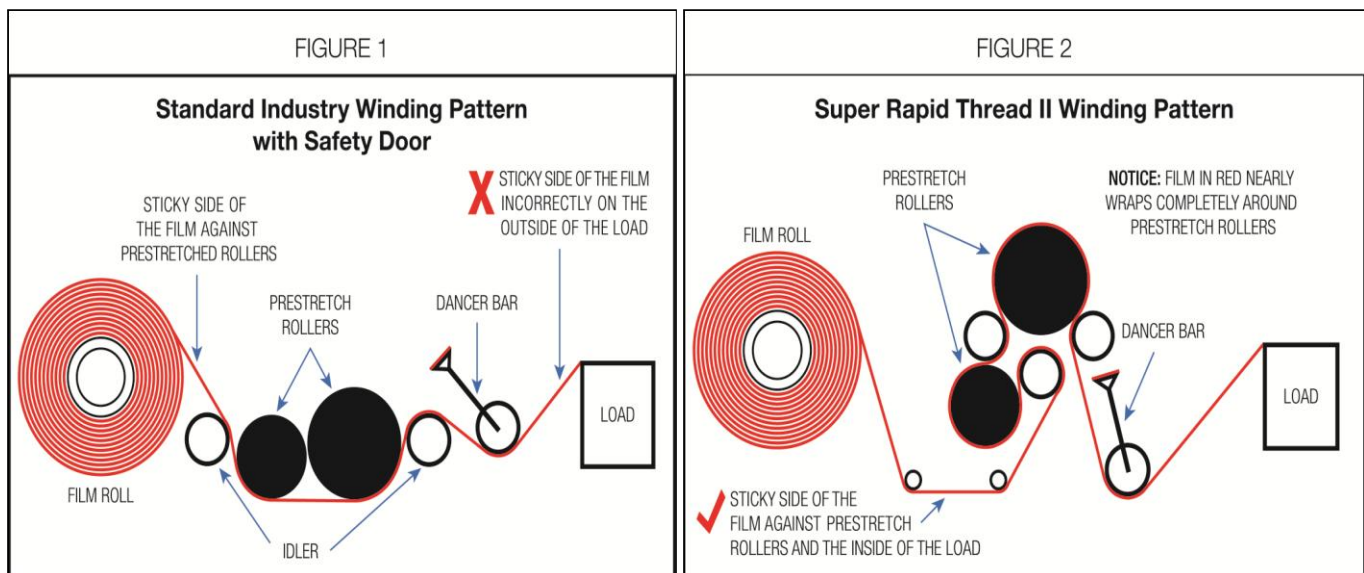 FIGURE 1
Standard Industry Winding Pattern
with Safety Door
X
STICKY SIDE OF THE FILM
INCORRECTLY ON THE
OUTSIDE OF THE LOAD
STICKY SIDE OF
THE FILM AGAINST
PRESTRETCHED ROLLERS
PRESTRETCH
ROLLERS
DANCER BAR
LOAD
FILM ROLL
IDLER
FIGURE 2
Super Rapid Thread II Winding Pattern
PRESTRETCH
ROLLERS
NOTICE: FILM IN RED NEARLY
WRAPS COMPLETELY AROUND
PRESTRETCH ROLLERS
FILM ROLL
DANCER BAR
LOAD
STICKY SIDE OF THE
FILM AGAINST PRESTRETCH
ROLLERS AND THE INSIDE OF THE LOAD